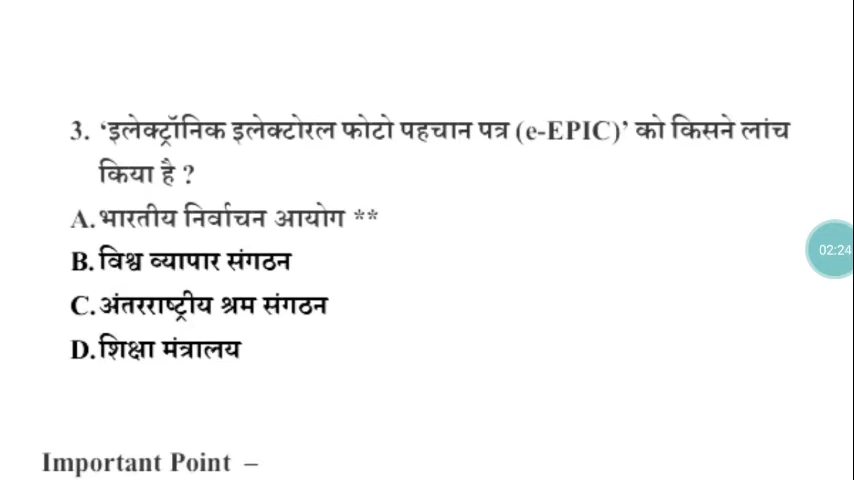 3. ‘इलेक्ट्रॉनिक इलेक्टोरल फोटो पहचान पत्र (e-EPIC)’ को किसने लांच
किया है ?
A. भारतीय निर्वाचन आयोग **
B. विश्व व्यापार संगठन
C. अंतरराष्ट्रीय श्रम संगठन
D. शिक्षा मंत्रालय
02:24
Important Point –